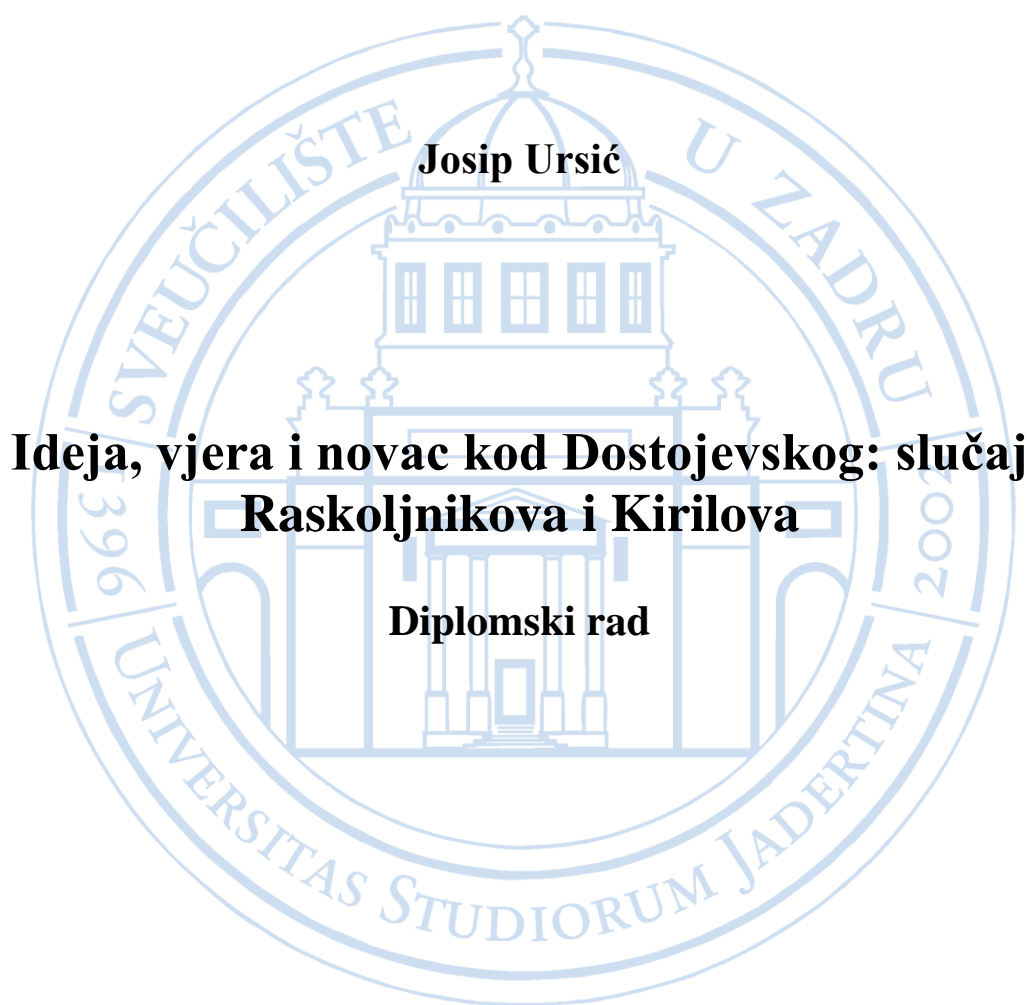 SVEUČILIŠTE U ZADRU
Josip Ursić
Ideja, vjera i novac kod Dostojevskog: slučaj
Raskoljnikova i Kirilova
1396
2002
Diplomski rad
UNIVERSITAS STUDIORUM JADERTINA